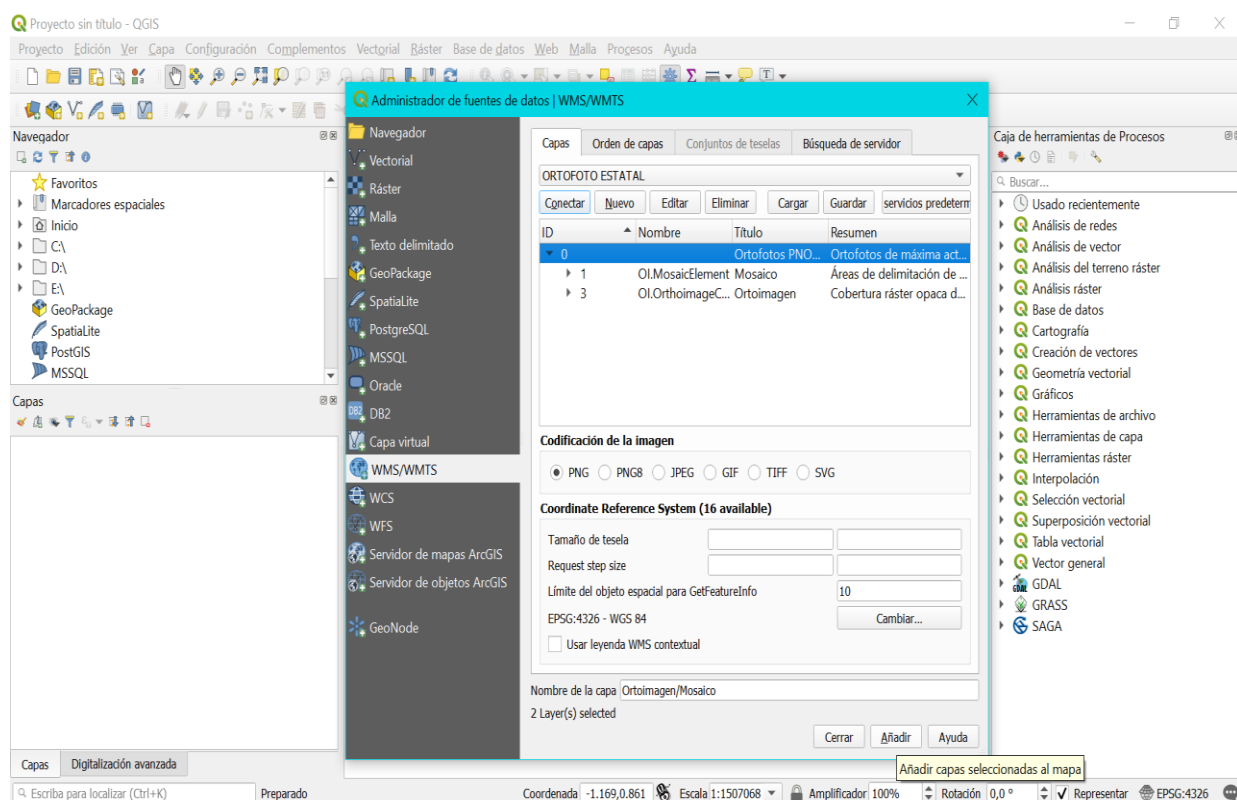 Proyecto sin título - QGIS
Proyecto Edición Ver Capa Configuración Complementos Vectorial Ráster Base de datos Web Malla Procesos Ayuda
Navegador
Favoritos
Marcadores espaciales
Inicio
C:\
D:\
E:\
GeoPackage
SpatiaLite
PostGIS
MSSQL
Capas
Capas
Digitalización avanzada
Administrador de fuentes de datos | WMS/WMTS
Navegador
Vectorial
Ráster
Malla
Texto delimitado
GeoPackage
SpatiaLite
PostgreSQL
MSSQL
Oracle
DB2
Capa virtual
WMS/WMTS
WCS
WFS
Servidor de mapas ArcGIS
Servidor de objetos ArcGIS
GeoNode
Capas Orden de capas Conjuntos de teselas Búsqueda de servidor
ORTOFOTO ESTATAL
Conectar Nuevo Editar Eliminar Cargar Guardar servicios predeterm
ID Nombre Título Resumen
0 Ortofotos PNO... Ortofotos de máxima act...
1 OI.MosaicElement Mosaico Áreas de delimitación de ...
3 OI.OrthoimageC... Ortoimagen Cobertura ráster opaca d...
Codificación de la imagen
PNG PNG8 JPEG GIF TIFF SVG
Coordinate Reference System (16 available)
Tamaño de tesela
Request step size
Límite del objeto espacial para GetFeatureInfo 10
EPSG:4326 - WGS 84 Cambiar...
Usar leyenda WMS contextual
Nombre de la capa Ortoimagen/Mosaico
2 Layer(s) selected
Cerrar Añadir Ayuda
Añadir capas seleccionadas al mapa
Caja de herramientas de Procesos
Buscar...
Usado recientemente
Análisis de redes
Análisis de vector
Análisis del terreno ráster
Análisis ráster
Base de datos
Cartografía
Creación de vectores
Geometría vectorial
Gráficos
Herramientas de archivo
Herramientas de capa
Herramientas ráster
Interpolación
Selección vectorial
Superposición vectorial
Tabla vectorial
Vector general
GDAL
GRASS
SAGA
Escriba para localizar (Ctrl+K) Preparado Coordenada -1.169,0.861 Escala 1:1507068 Amplificador 100% Rotación 0,0 ° Representar EPSG:4326